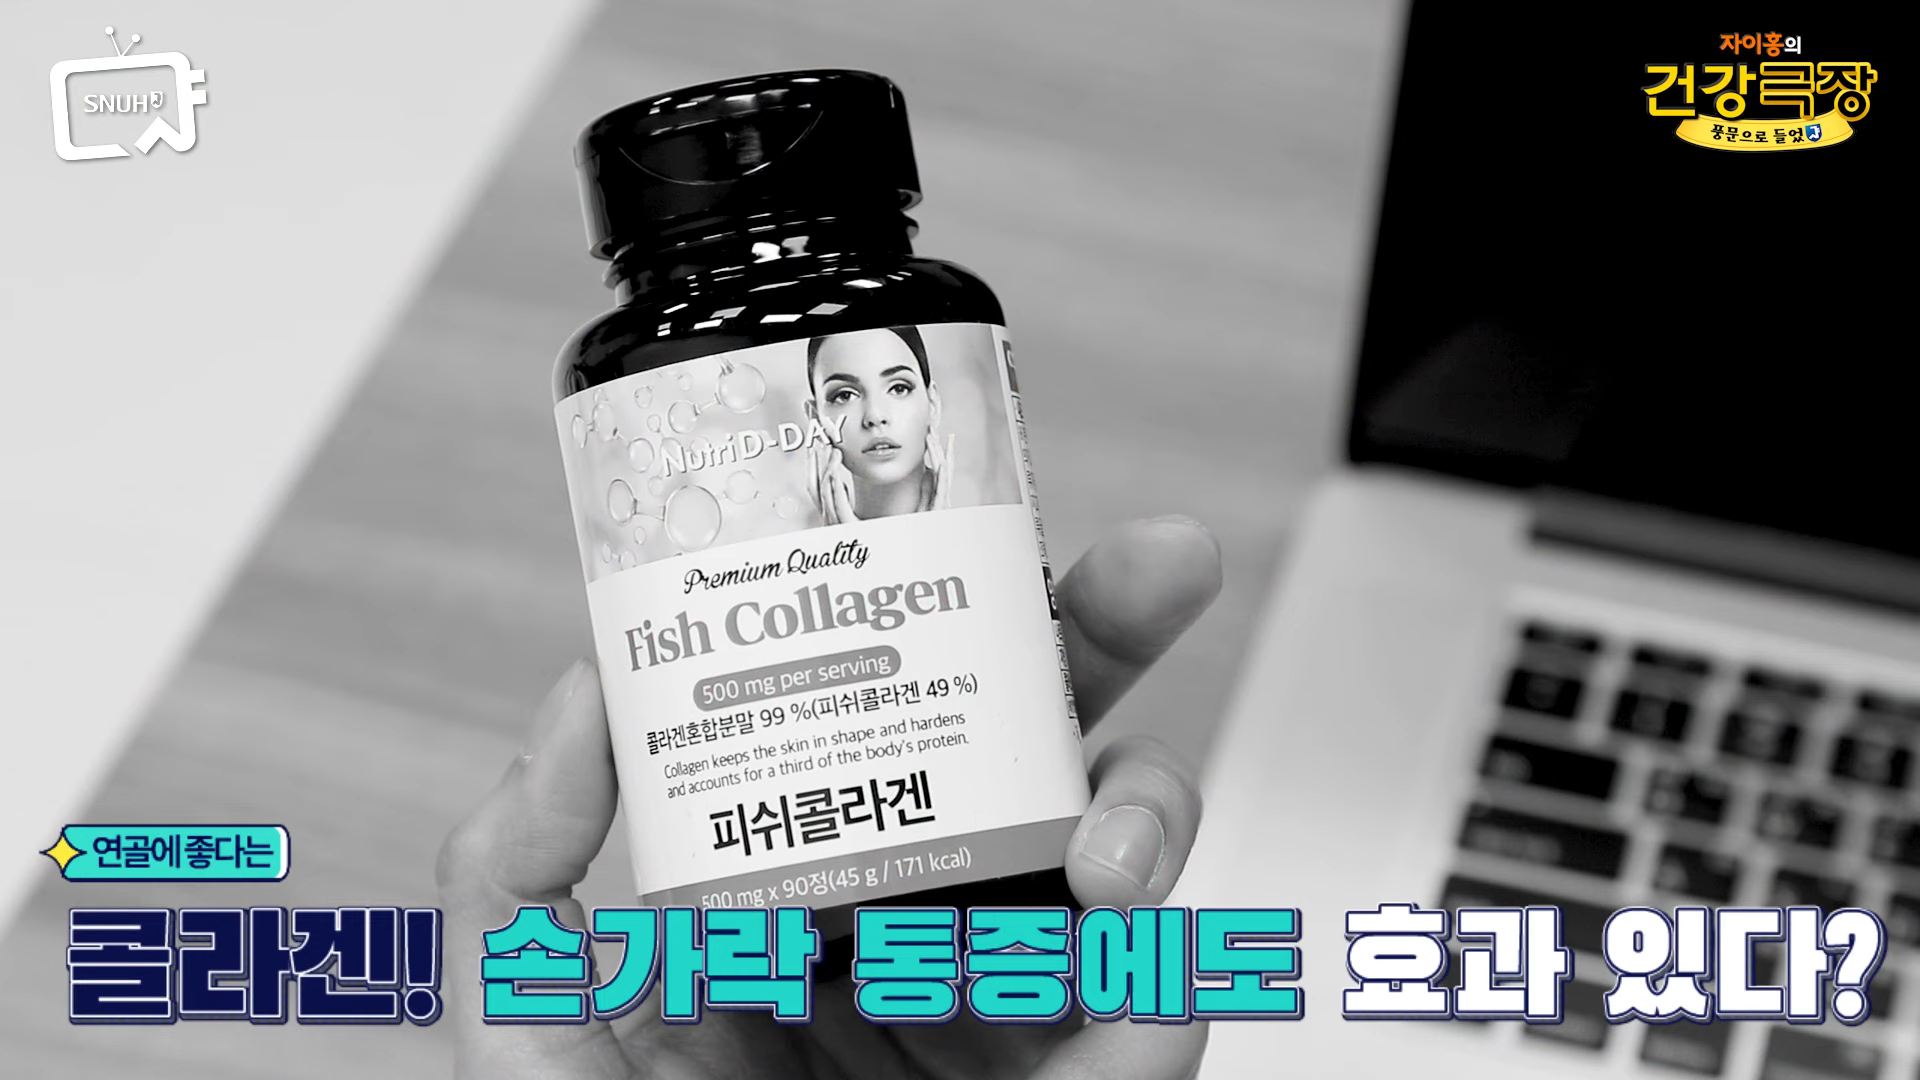 SNUH
자이홍의
건강극장
풍문으로 들었
Nutri D-DAY
Premium Quality
Fish Collagen
500 mg per serving
콜라겐혼합분말 99 %(피쉬콜라겐 49 %)
Collagen keeps the skin in shape and hardens
and accounts for a third of the body's protein.
피쉬콜라겐
500 mg x 90정(45 g / 171 kcal)
연골에 좋다는
콜라겐! 손가락 통증에도 효과 있다?